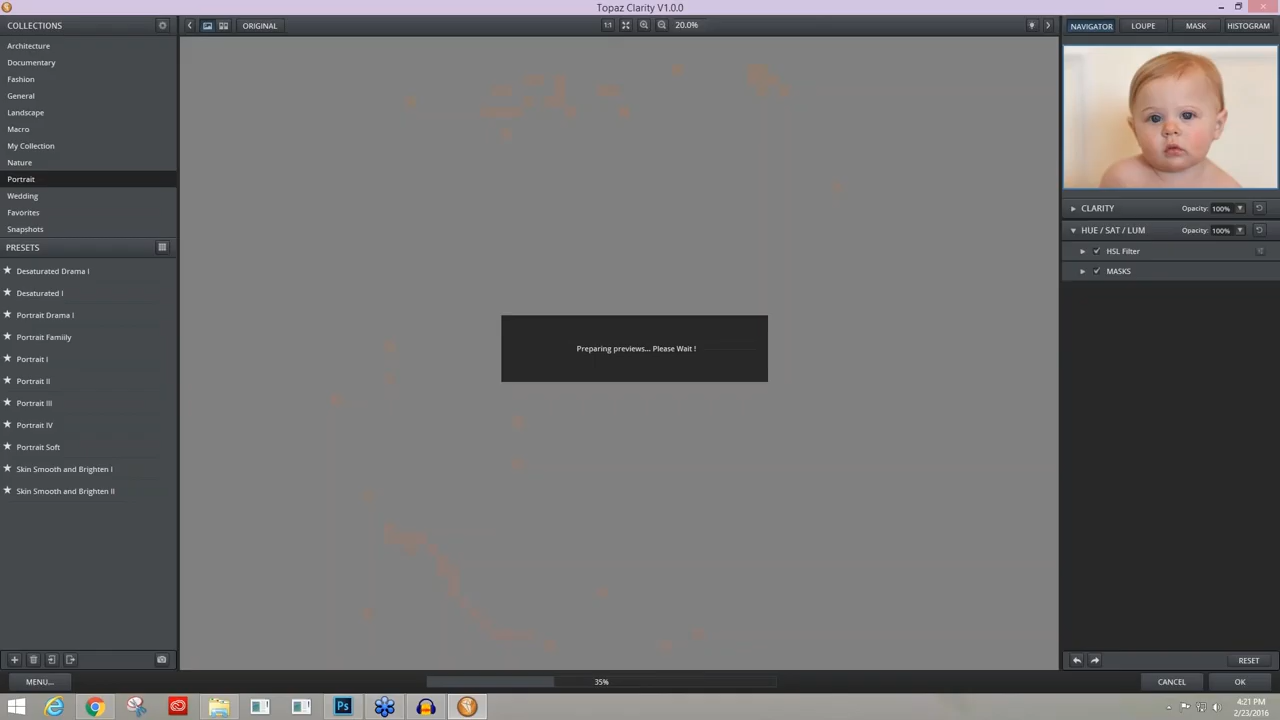 Topaz Clarity V1.0.0
COLLECTIONS
ORIGINAL
1:1
20.0%
NAVIGATOR
LOUPE
MASK
HISTOGRAM
Architecture
Documentary
Fashion
General
Landscape
Macro
My Collection
Nature
Portrait
Wedding
Favorites
Snapshots
PRESETS
Desaturated Drama I
Desaturated I
Portrait Drama I
Portrait Famiily
Portrait I
Portrait II
Portrait III
Portrait IV
Portrait Soft
Skin Smooth and Brighten I
Skin Smooth and Brighten II
Preparing previews... Please Wait !
CLARITY
Opacity: 100%
HUE / SAT / LUM
Opacity: 100%
HSL Filter
MASKS
RESET
MENU...
35%
CANCEL
OK
Ps
4:21 PM
2/23/2016